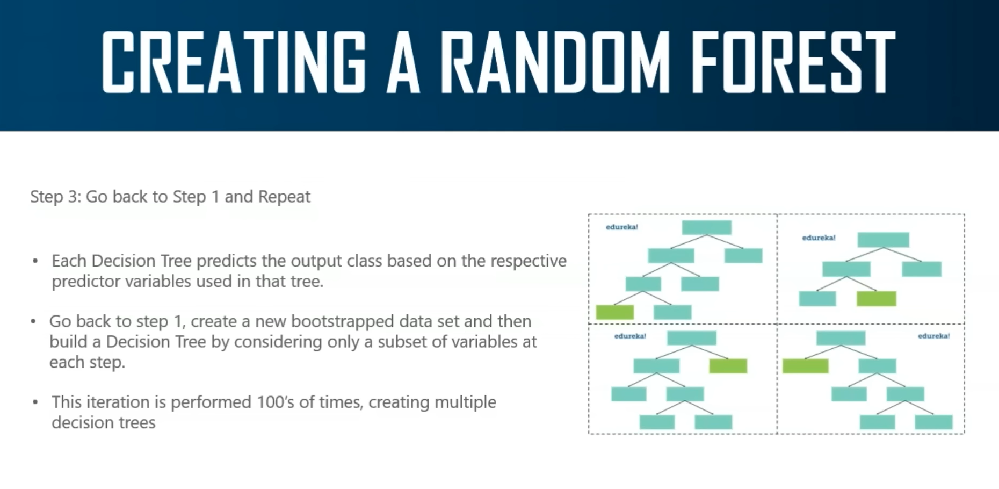 CREATING A RANDOM FOREST
Step 3: Go back to Step 1 and Repeat
• Each Decision Tree predicts the output class based on the respective
predictor variables used in that tree.
• Go back to step 1, create a new bootstrapped data set and then
build a Decision Tree by considering only a subset of variables at
each step.
• This iteration is performed 100's of times, creating multiple
decision trees
edureka!
edureka!
edureka!
edureka!